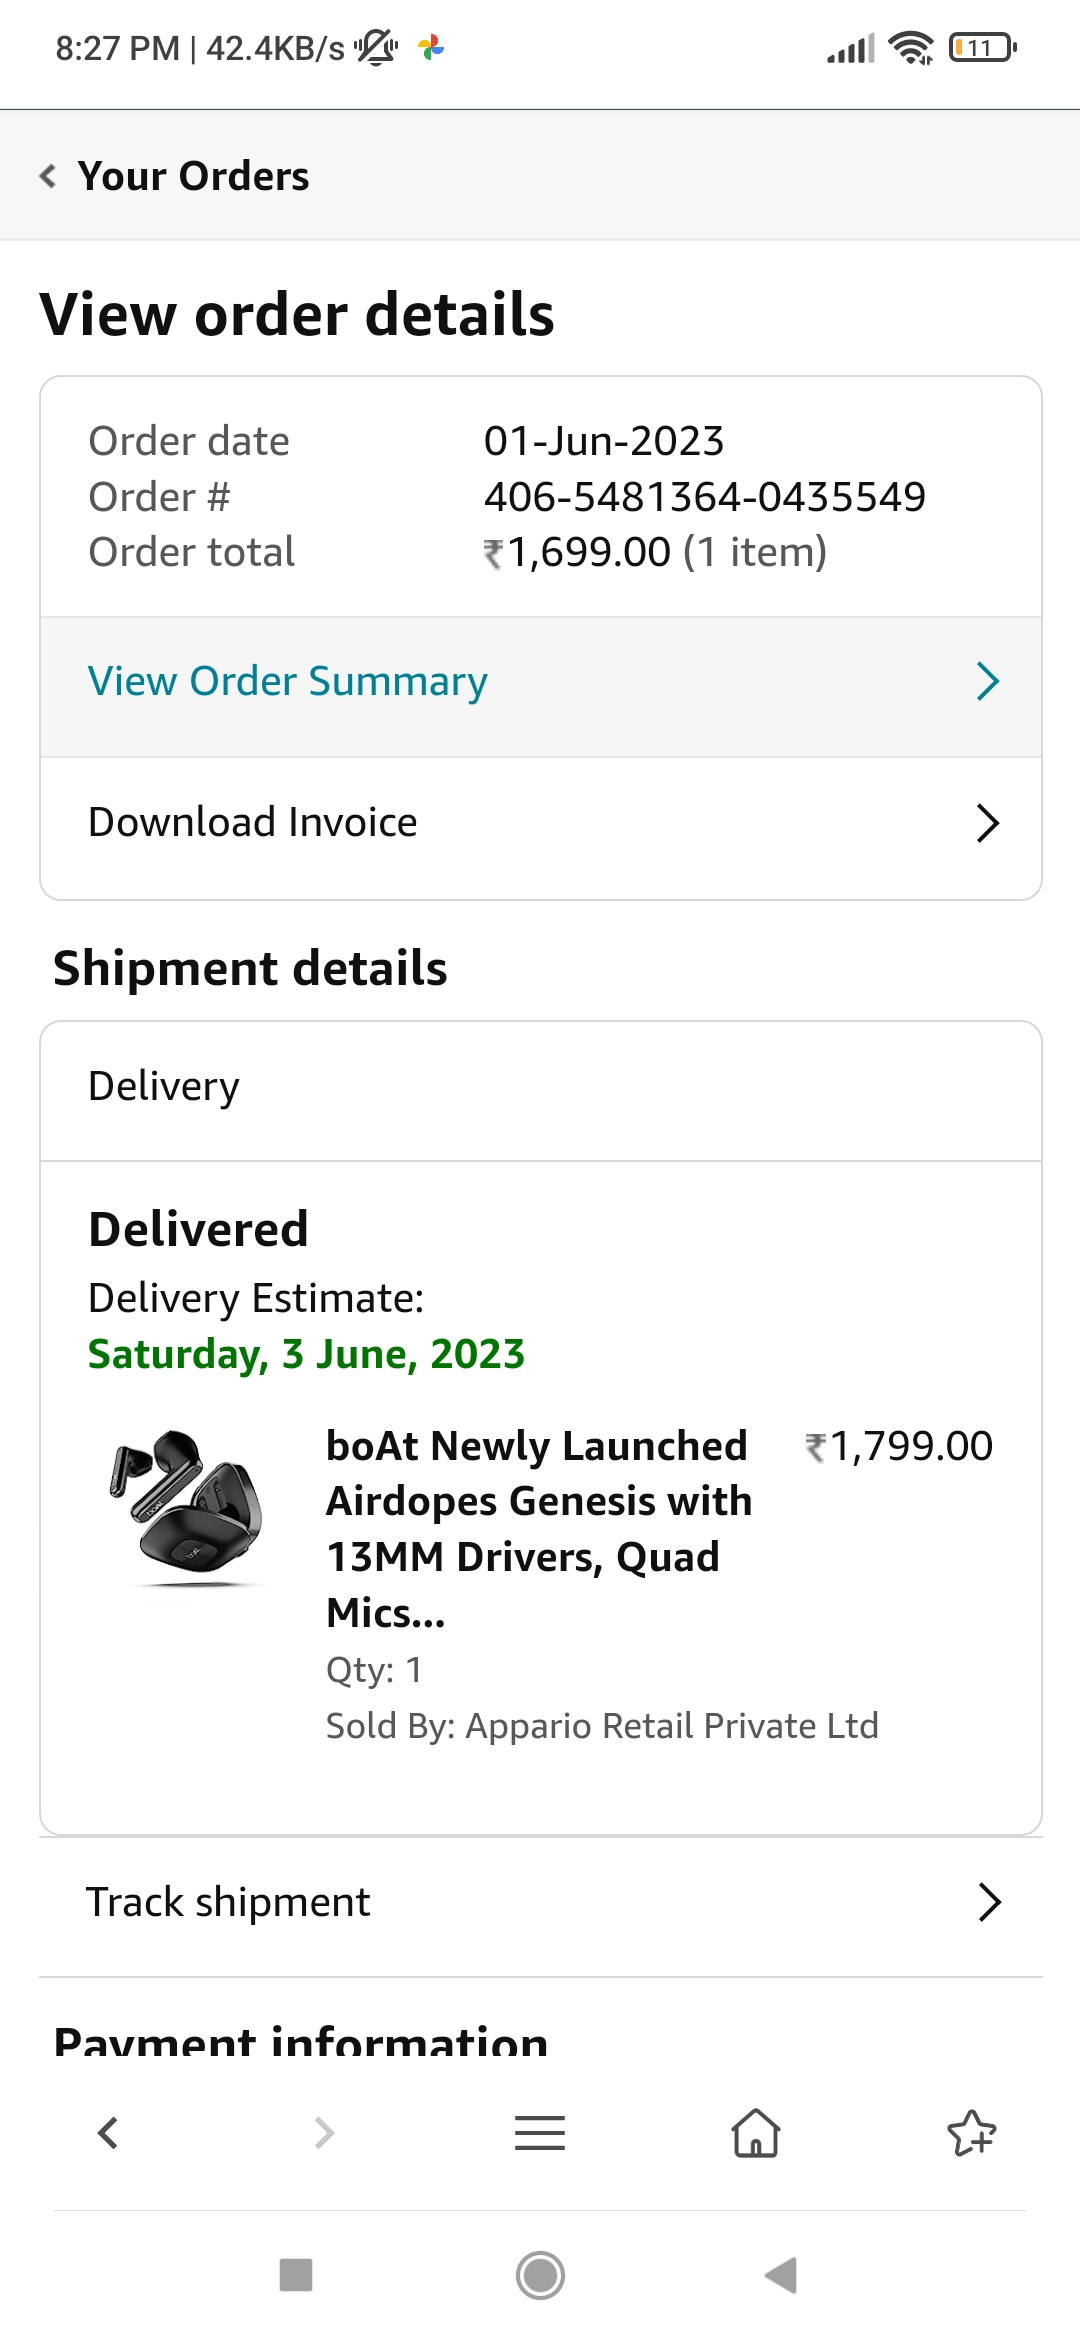 8:27 PM | 42.4KB/s
11
Your Orders
View order details
Order date 01-Jun-2023
Order # 406-5481364-0435549
Order total ₹1,699.00 (1 item)
View Order Summary
Download Invoice
Shipment details
Delivery
Delivered
Delivery Estimate:
Saturday, 3 June, 2023
boAt Newly Launched ₹1,799.00
Airdopes Genesis with
13MM Drivers, Quad
Mics...
Qty: 1
Sold By: Appario Retail Private Ltd
Track shipment
Payment information